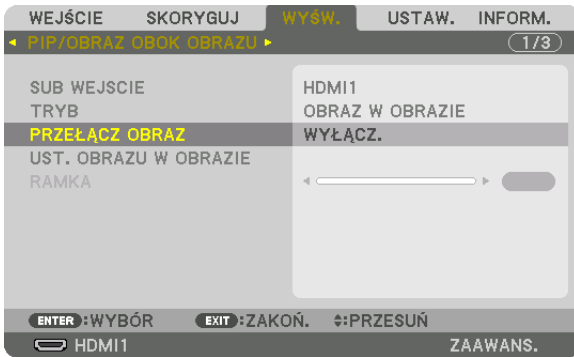 WEJŚCIE SKORYGUJ WYŚW. USTAW. INFORM.
PIP/OBRAZ OBOK OBRAZU 1/3
SUB WEJSCIE HDMI1
TRYB OBRAZ W OBRAZIE
PRZEŁĄCZ OBRAZ WYŁĄCZ.
UST. OBRAZU W OBRAZIE
RAMKA
ENTER :WYBÓR EXIT :ZAKOŃ. :PRZESUŃ
HDMI1 ZAAWANS.